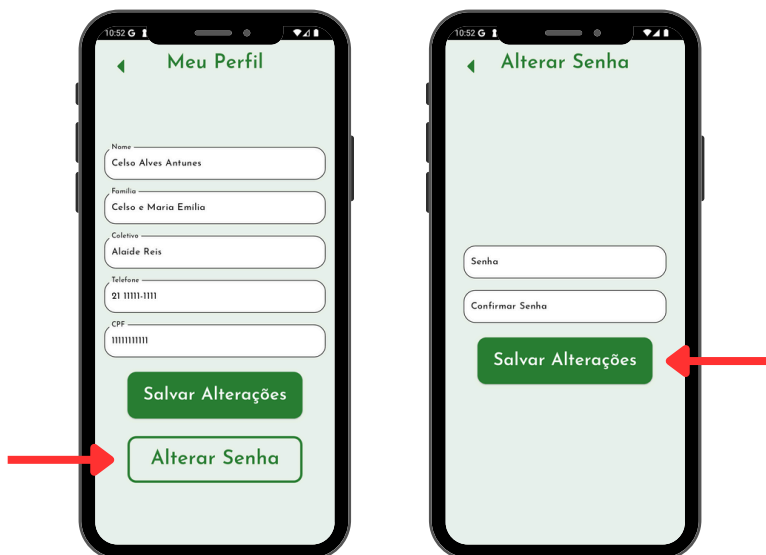 10:52 G
Meu Perfil
Nome
Celso Alves Antunes
Família
Celso e Maria Emília
Coletivo
Alaíde Reis
Telefone
21 11111-1111
CPF
11111111111
Salvar Alterações
Alterar Senha
10:52 G
Alterar Senha
Senha
Confirmar Senha
Salvar Alterações